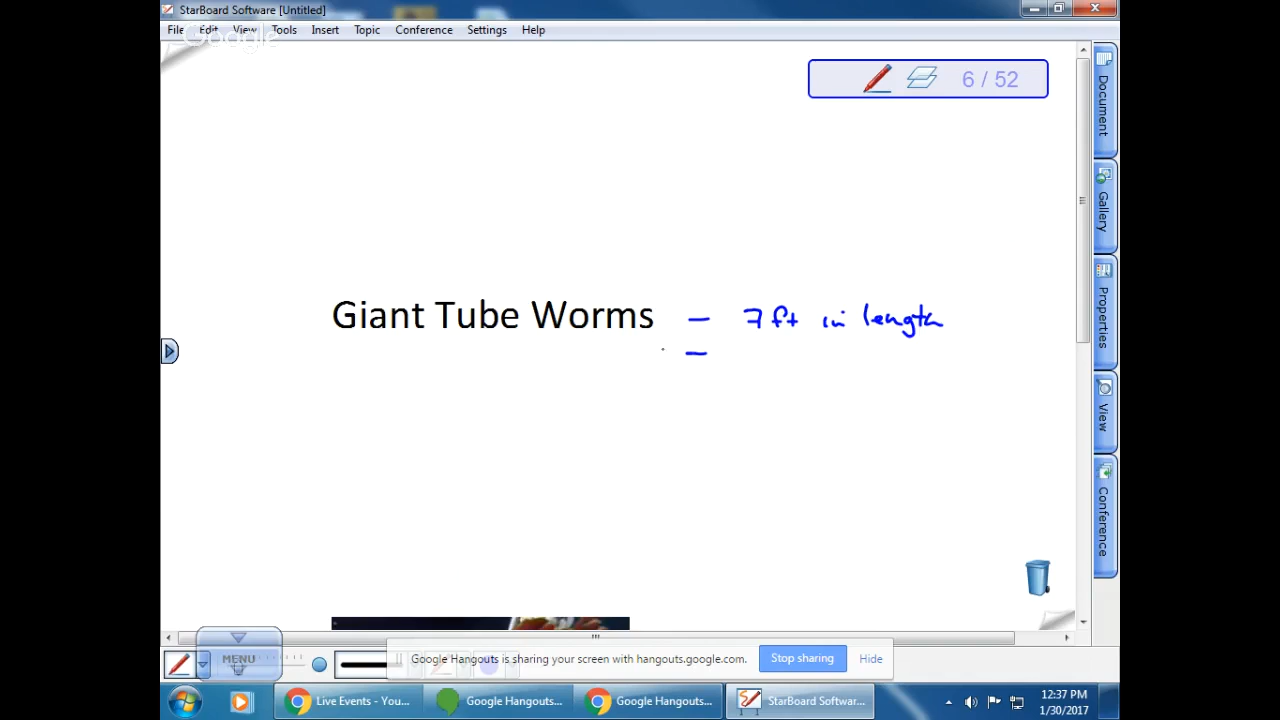 StarBoard Software [Untitled]
File Edit View Tools Insert Topic Conference Settings Help
Google
6 / 52
Document
Gallery
Properties
View
Conference
Giant Tube Worms – 7 ft in length
–
MENU
Google Hangouts is sharing your screen with hangouts.google.com. Stop sharing Hide
Live Events - You... Google Hangouts... Google Hangouts... StarBoard Softwar...
12:37 PM
1/30/2017